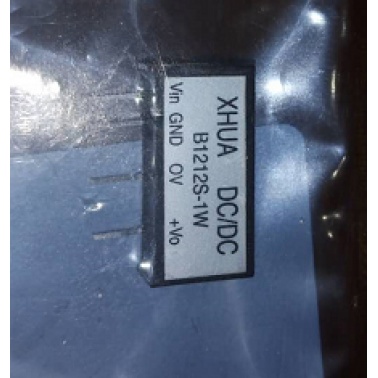 XHUA DC/DC
B1212S-1W
Vin GND OV +Vo